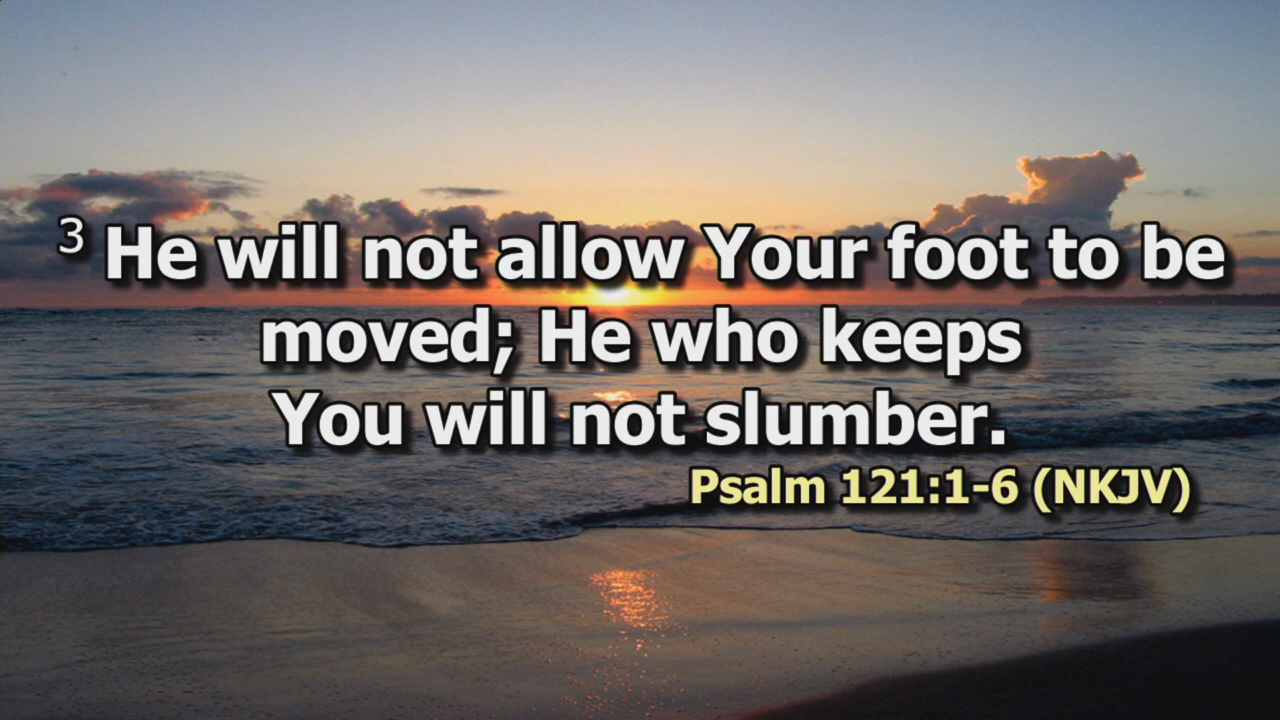 3 He will not allow Your foot to be
moved; He who keeps
You will not slumber.
Psalm 121:1-6 (NKJV)